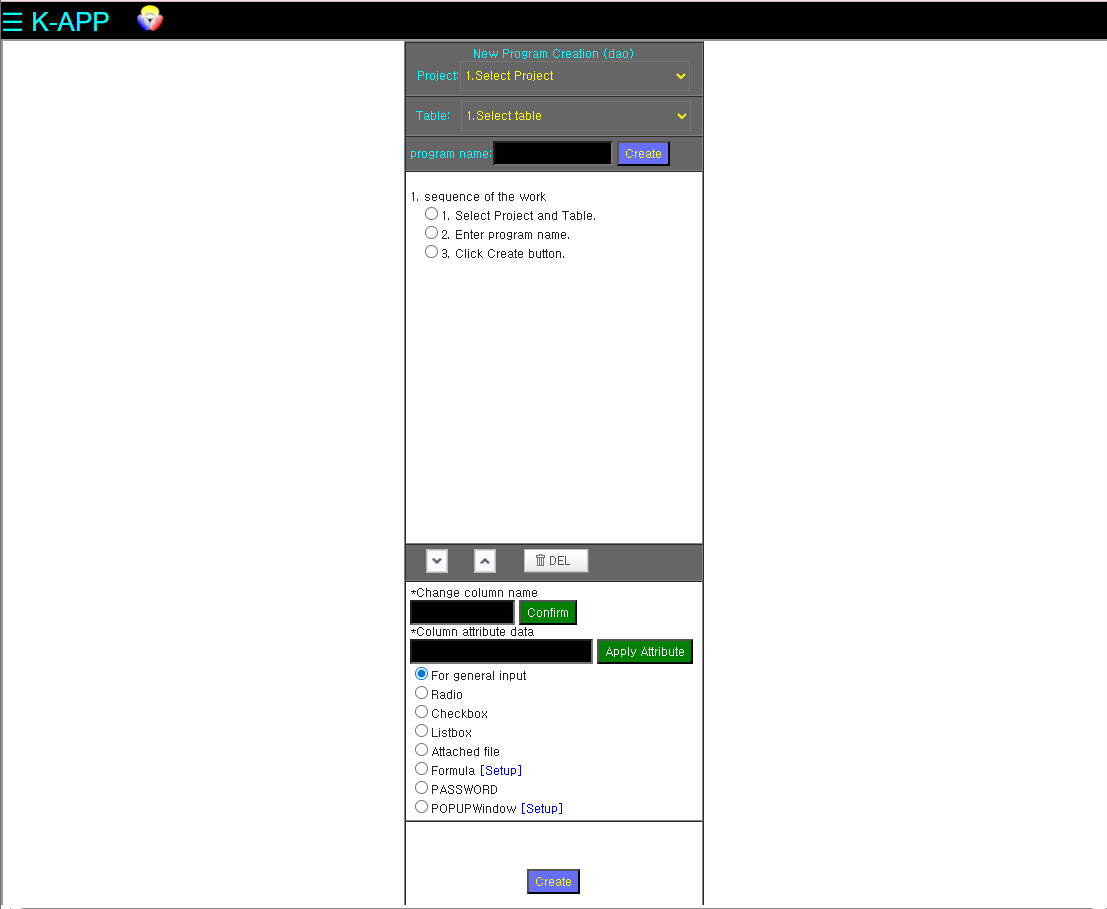 ☰ K-APP
New Program Creation (dao)
Project: 1.Select Project
Table: 1.Select table
program name: Create
1. sequence of the work
1. Select Project and Table.
2. Enter program name.
3. Click Create button.
DEL
*Change column name
Confirm
*Column attribute data
Apply Attribute
For general input
Radio
Checkbox
Listbox
Attached file
Formula [Setup]
PASSWORD
POPUPWindow [Setup]
Create